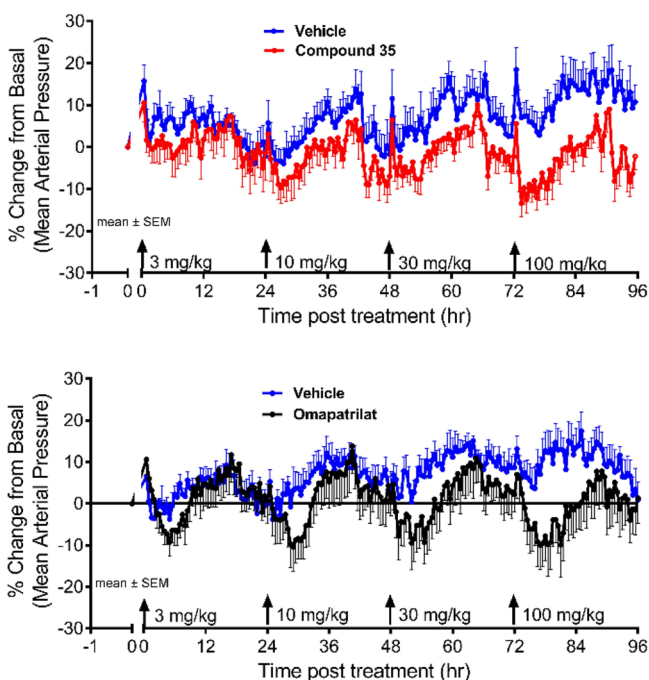 30
20
10
0
-10
-20
-30
% Change from Basal
(Mean Arterial Pressure)
Vehicle
Compound 35
mean ± SEM
3 mg/kg
10 mg/kg
30 mg/kg
100 mg/kg
-1 0 0 12 24 36 48 60 72 84 96
Time post treatment (hr)
30
20
10
0
-10
-20
-30
% Change from Basal
(Mean Arterial Pressure)
Vehicle
Omapatrilat
mean ± SEM
3 mg/kg
10 mg/kg
30 mg/kg
100 mg/kg
-1 0 0 12 24 36 48 60 72 84 96
Time post treatment (hr)